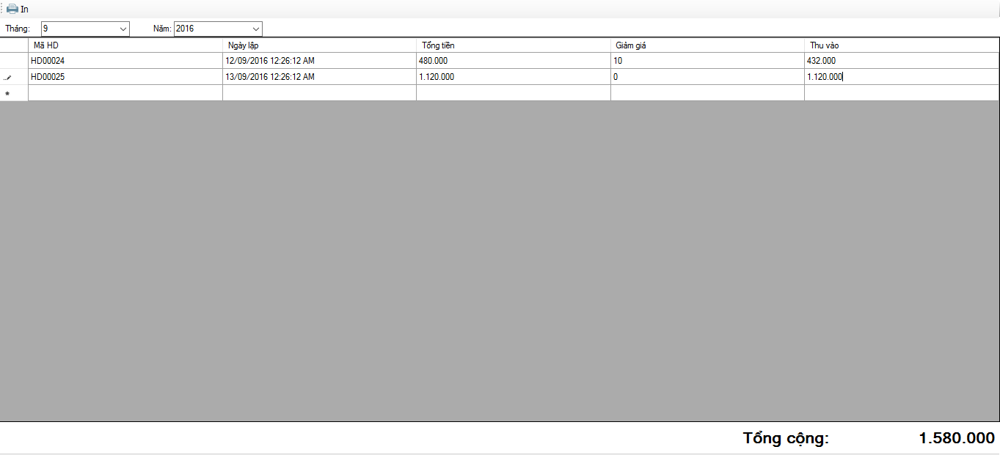 In
Tháng: 9 Năm: 2016
Mã HD Ngày lập Tổng tiền Giảm giá Thu vào
HD00024 12/09/2016 12:26:12 AM 480.000 10 432.000
HD00025 13/09/2016 12:26:12 AM 1.120.000 0 1.120.000
*
Tổng cộng: 1.580.000